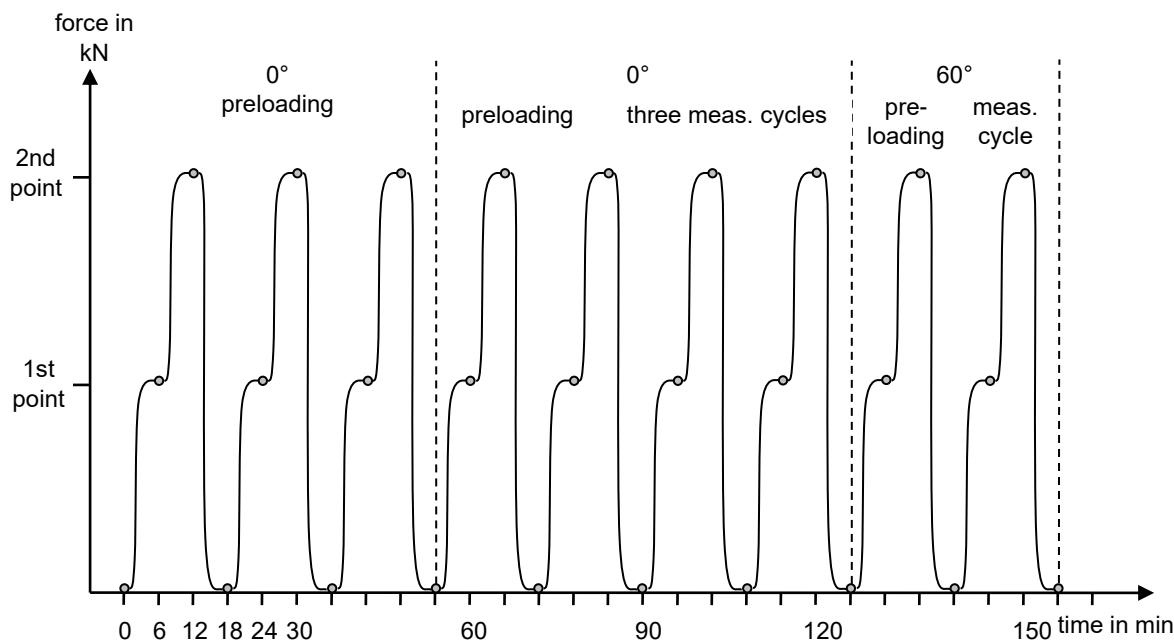 force in
kN
0°
preloading
0°
preloading three meas. cycles
60°
pre-
loading
meas.
cycle
2nd
point
1st
point
0 6 12 18 24 30 60 90 120 150 time in min